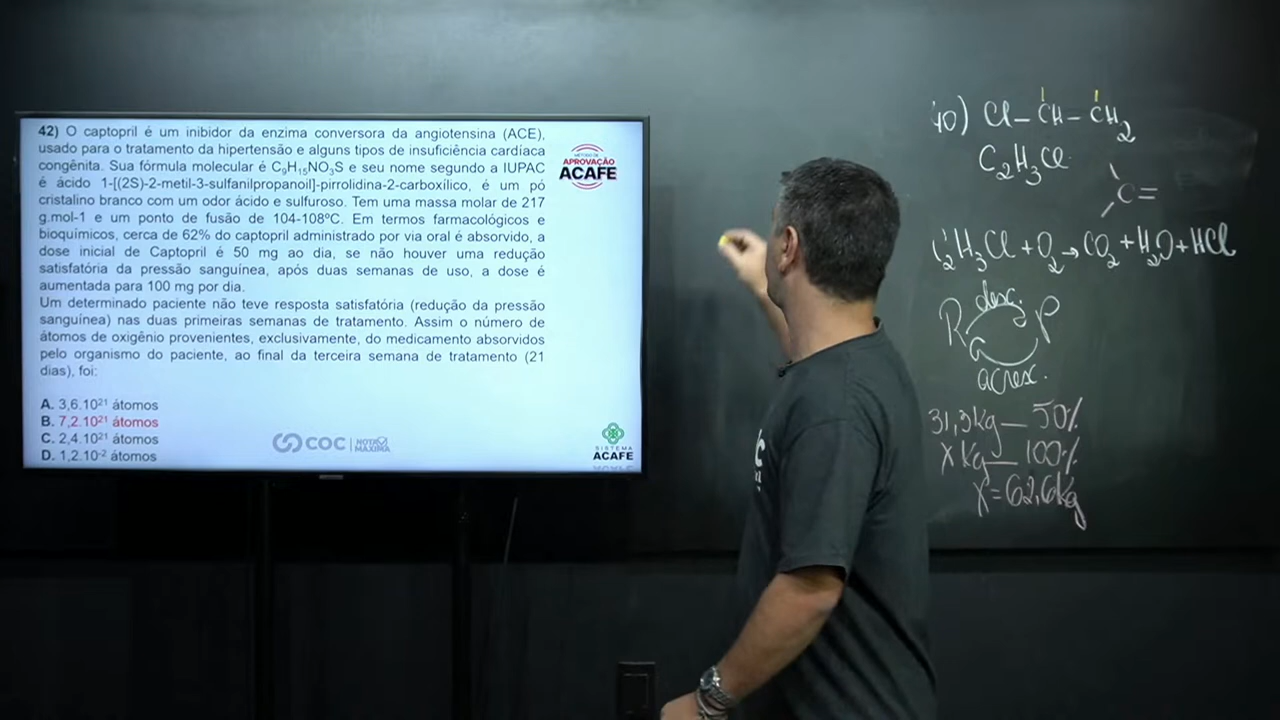 42) O captopril é um inibidor da enzima conversora da angiotensina (ACE),
usado para o tratamento da hipertensão e alguns tipos de insuficiência cardíaca
congênita. Sua fórmula molecular é C₉H₁₅NO₃S e seu nome segundo a IUPAC
é ácido 1-[(2S)-2-metil-3-sulfanilpropanoil]-pirrolidina-2-carboxílico, é um pó
cristalino branco com um odor ácido e sulfuroso. Tem uma massa molar de 217
g.mol-1 e um ponto de fusão de 104-108ºC. Em termos farmacológicos e
bioquímicos, cerca de 62% do captopril administrado por via oral é absorvido, a
dose inicial de Captopril é 50 mg ao dia, se não houver uma redução
satisfatória da pressão sanguínea, após duas semanas de uso, a dose é
aumentada para 100 mg por dia.
Um determinado paciente não teve resposta satisfatória (redução da pressão
sanguínea) nas duas primeiras semanas de tratamento. Assim o número de
átomos de oxigênio provenientes, exclusivamente, do medicamento absorvidos
pelo organismo do paciente, ao final da terceira semana de tratamento (21
dias), foi:
A. 3,6.10²¹ átomos
B. 7,2.10²¹ átomos
C. 2,4.10²¹ átomos
D. 1,2.10⁻² átomos
APROVAÇÃO
ACAFE
COC
NOTA
MÁXIMA
SISTEMA
ACAFE
40) Cl – CH – CH₂
C₂H₃Cl
C =
C₂H₃Cl + O₂ → CO₂ + H₂O + HCl
desc.
R P
acrex.
31,3kg — 50%
x kg — 100%
x = 62,6kg